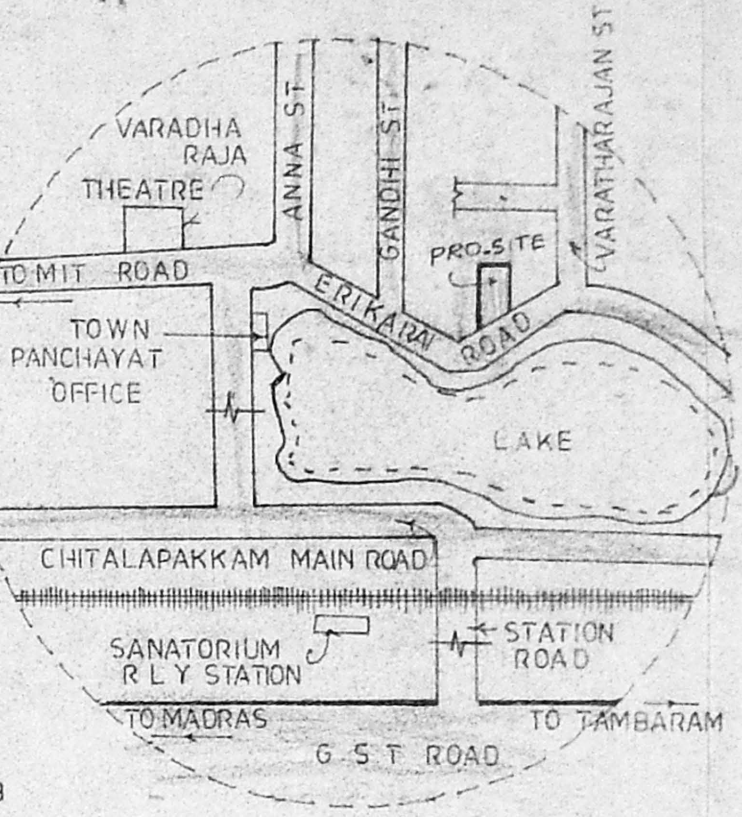 VARADHA
RAJA
THEATRE
ANNA ST
GANDHI ST
VARATHARAJAN ST
PRO-SITE
TO MIT ROAD
ERIKARAI ROAD
TOWN
PANCHAYAT
OFFICE
LAKE
CHITALAPAKKAM MAIN ROAD
SANATORIUM
RLY STATION
STATION
ROAD
TO MADRAS
TO TAMBARAM
G S T ROAD